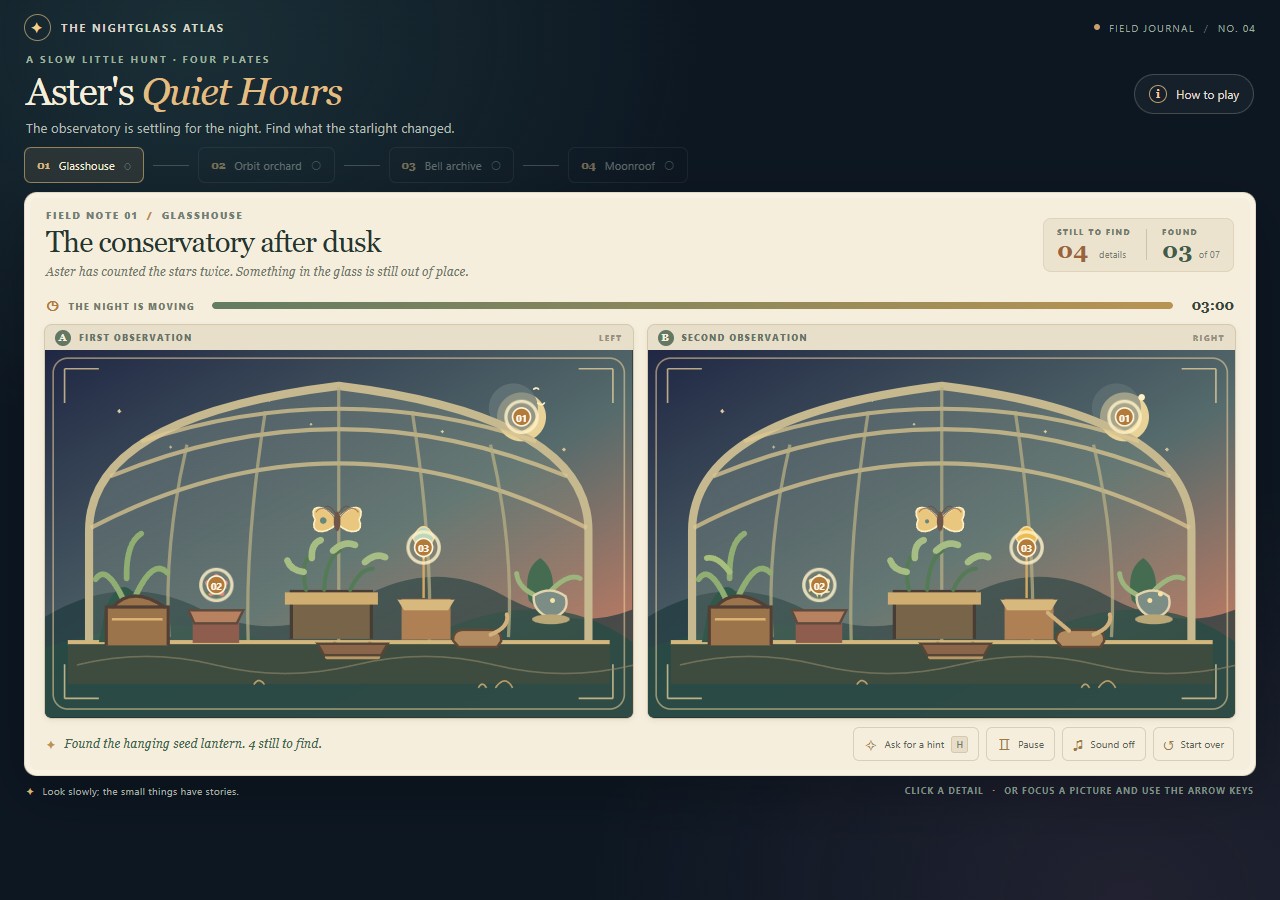 THE NIGHTGLASS ATLAS
FIELD JOURNAL / NO. 04
A SLOW LITTLE HUNT · FOUR PLATES
Aster's Quiet Hours
How to play
The observatory is settling for the night. Find what the starlight changed.
01 Glasshouse
02 Orbit orchard
03 Bell archive
04 Moonroof
FIELD NOTE 01 / GLASSHOUSE
The conservatory after dusk
Aster has counted the stars twice. Something in the glass is still out of place.
STILL TO FIND
04 details
FOUND
03 of 07
THE NIGHT IS MOVING
03:00
A FIRST OBSERVATION LEFT
01
02
03
B SECOND OBSERVATION RIGHT
01
02
03
Found the hanging seed lantern. 4 still to find.
Ask for a hint H
Pause
Sound off
Start over
Look slowly; the small things have stories.
CLICK A DETAIL · OR FOCUS A PICTURE AND USE THE ARROW KEYS